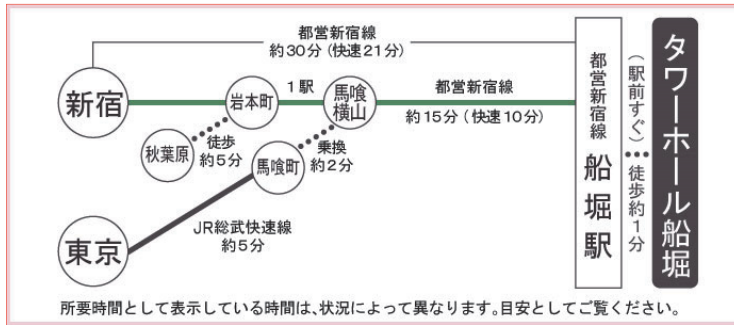 都営新宿線
約30分(快速21分)
新宿
岩本町
1駅
馬喰
横山
都営新宿線
約15分(快速10分)
秋葉原
徒歩
約5分
馬喰町
乗換
約2分
東京
JR総武快速線
約5分
都営新宿線 船堀駅
(駅前すぐ)徒歩約1分
タワーホール船堀
所要時間として表示している時間は、状況によって異なります。目安としてご覧ください。